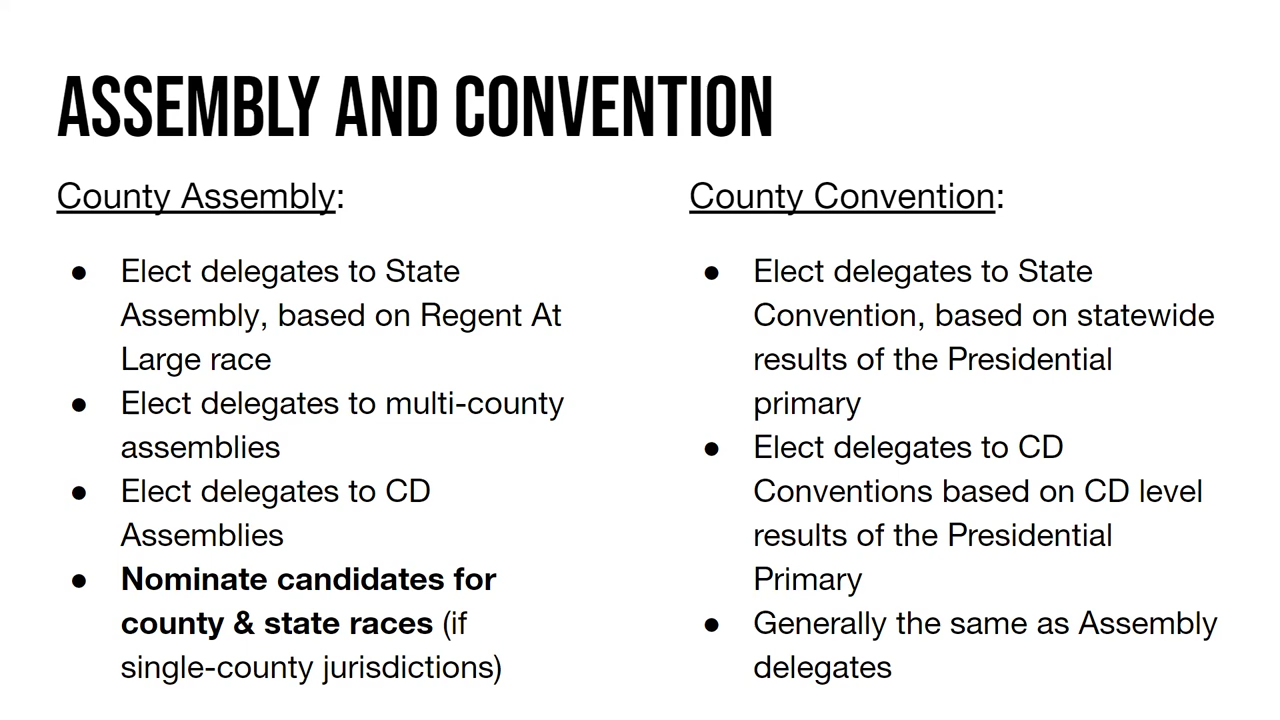 ASSEMBLY AND CONVENTION
County Assembly:
● Elect delegates to State
Assembly, based on Regent At
Large race
● Elect delegates to multi-county
assemblies
● Elect delegates to CD
Assemblies
● Nominate candidates for
county & state races (if
single-county jurisdictions)
County Convention:
● Elect delegates to State
Convention, based on statewide
results of the Presidential
primary
● Elect delegates to CD
Conventions based on CD level
results of the Presidential
Primary
● Generally the same as Assembly
delegates